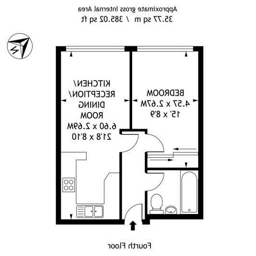 Approximate gross internal Area
35.77 sq m / 385.02 sq ft
N
KITCHEN/
RECEPTION/
DINING
ROOM
6.60 x 2.69M
21'8 x 8'10
BEDROOM
4.57 x 2.67M
15' x 8'9
Fourth Floor